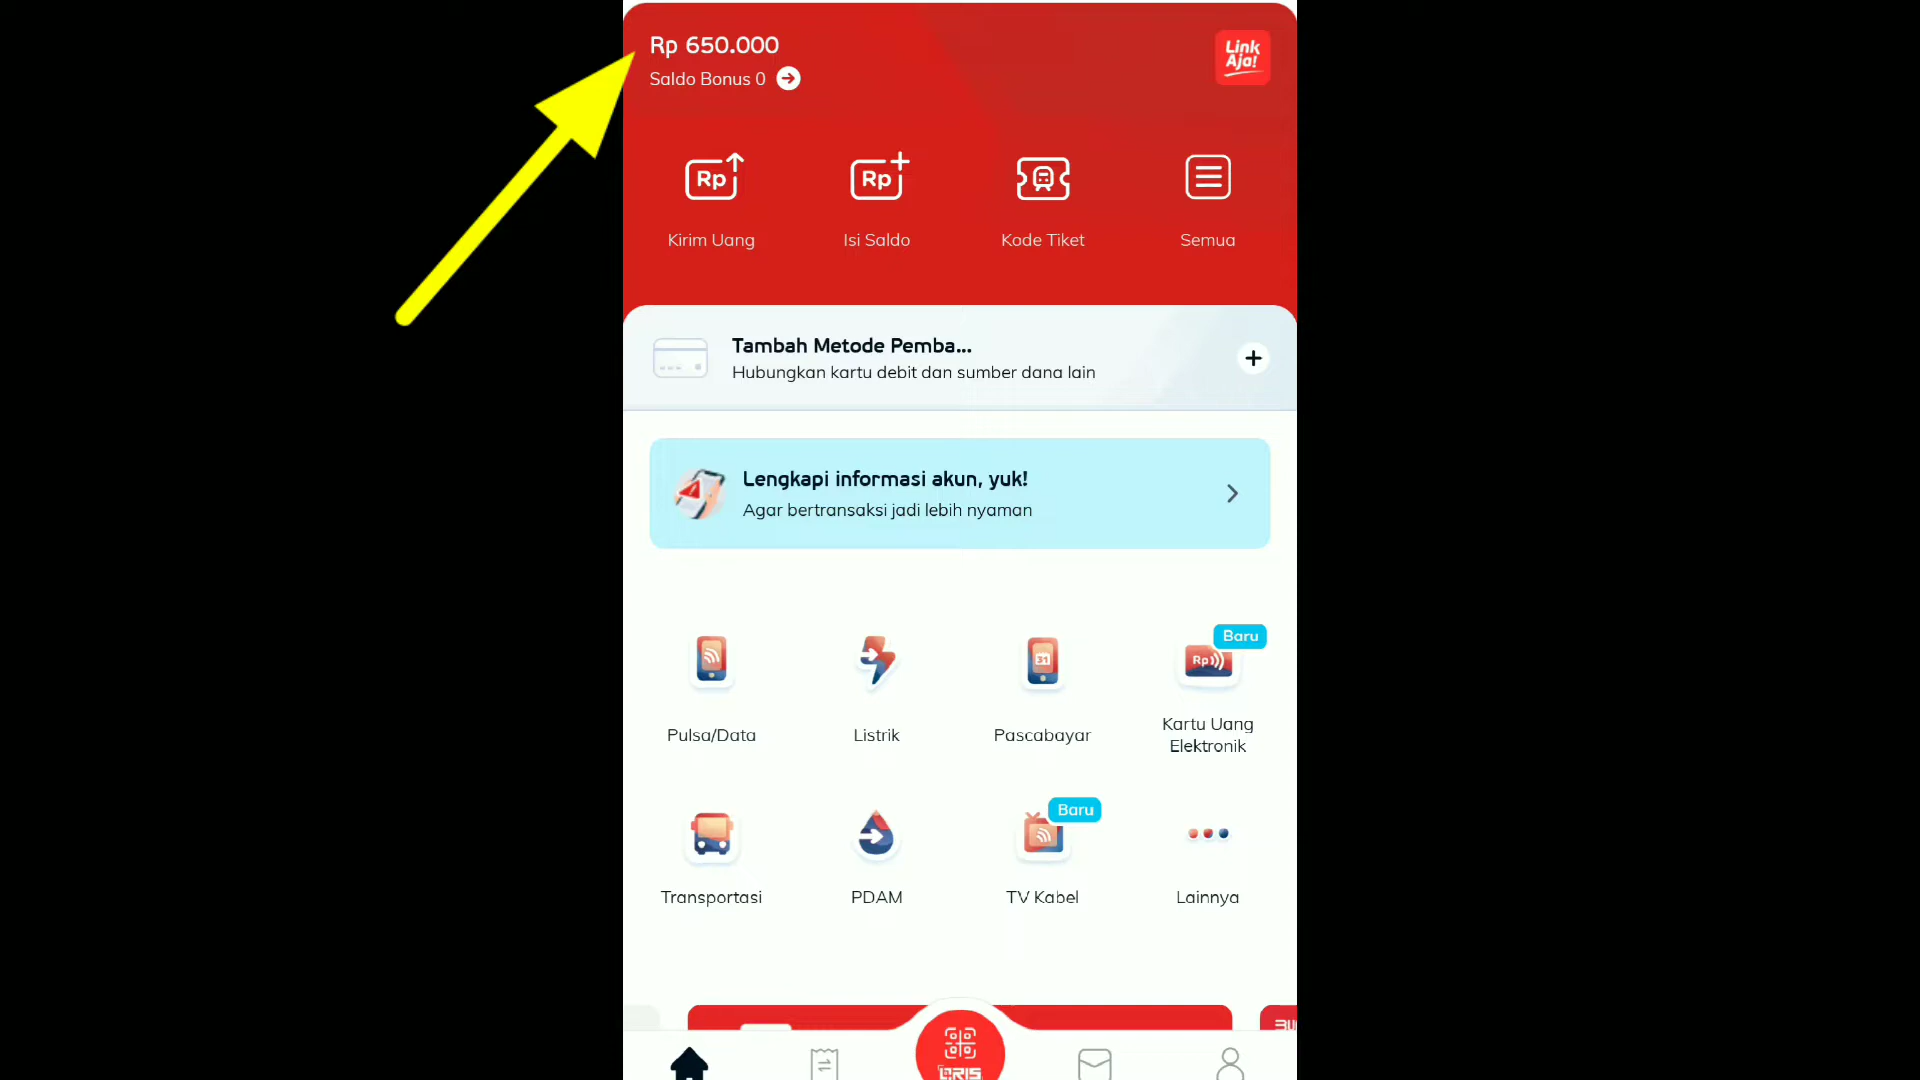 Rp 650.000
Saldo Bonus 0
Link
Aja!
Rp
Rp
Kirim Uang
Isi Saldo
Kode Tiket
Semua
Tambah Metode Pemba...
Hubungkan kartu debit dan sumber dana lain
Lengkapi informasi akun, yuk!
Agar bertransaksi jadi lebih nyaman
Baru
31
Rp
Pulsa/Data
Listrik
Pascabayar
Kartu Uang
Elektronik
Baru
Transportasi
PDAM
TV Kabel
Lainnya
QRIS